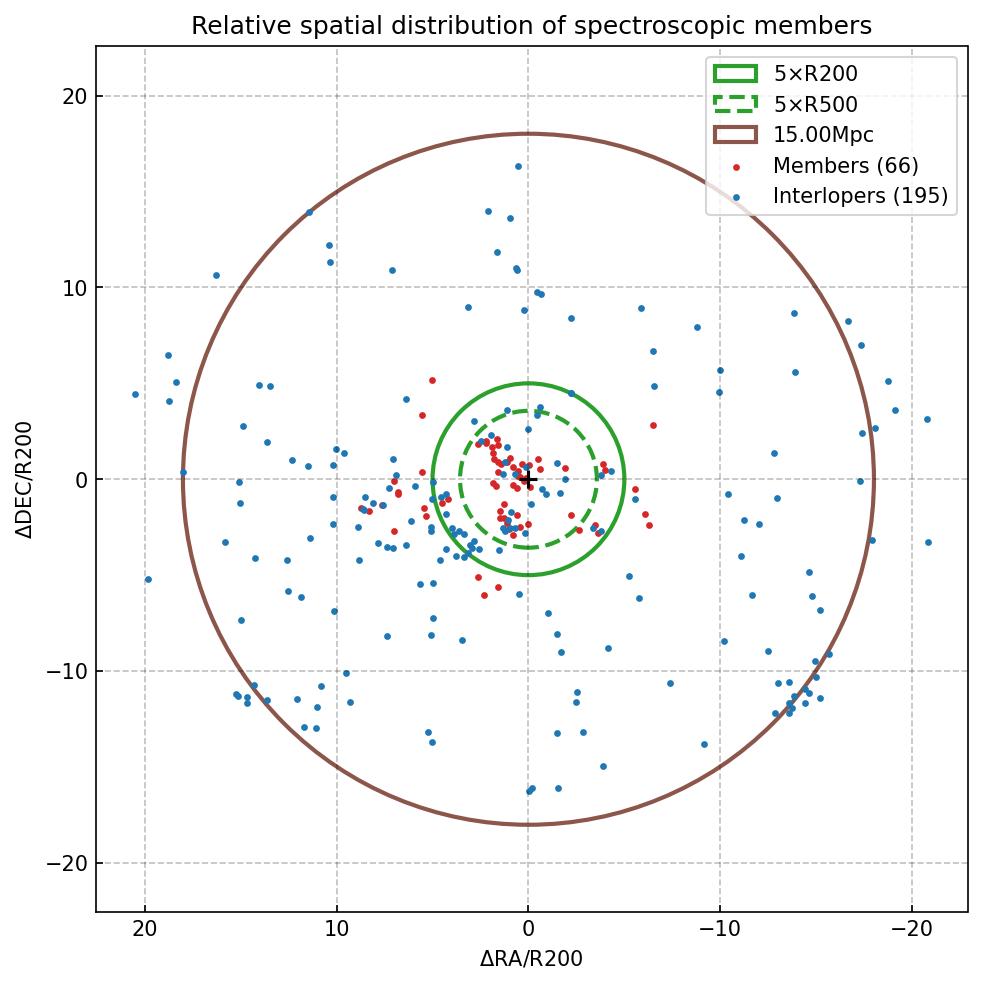 Relative spatial distribution of spectroscopic members
5×R200
5×R500
15.00Mpc
Members (66)
Interlopers (195)
20
10
0
−10
−20
ΔDEC/R200
20
10
0
−10
−20
ΔRA/R200